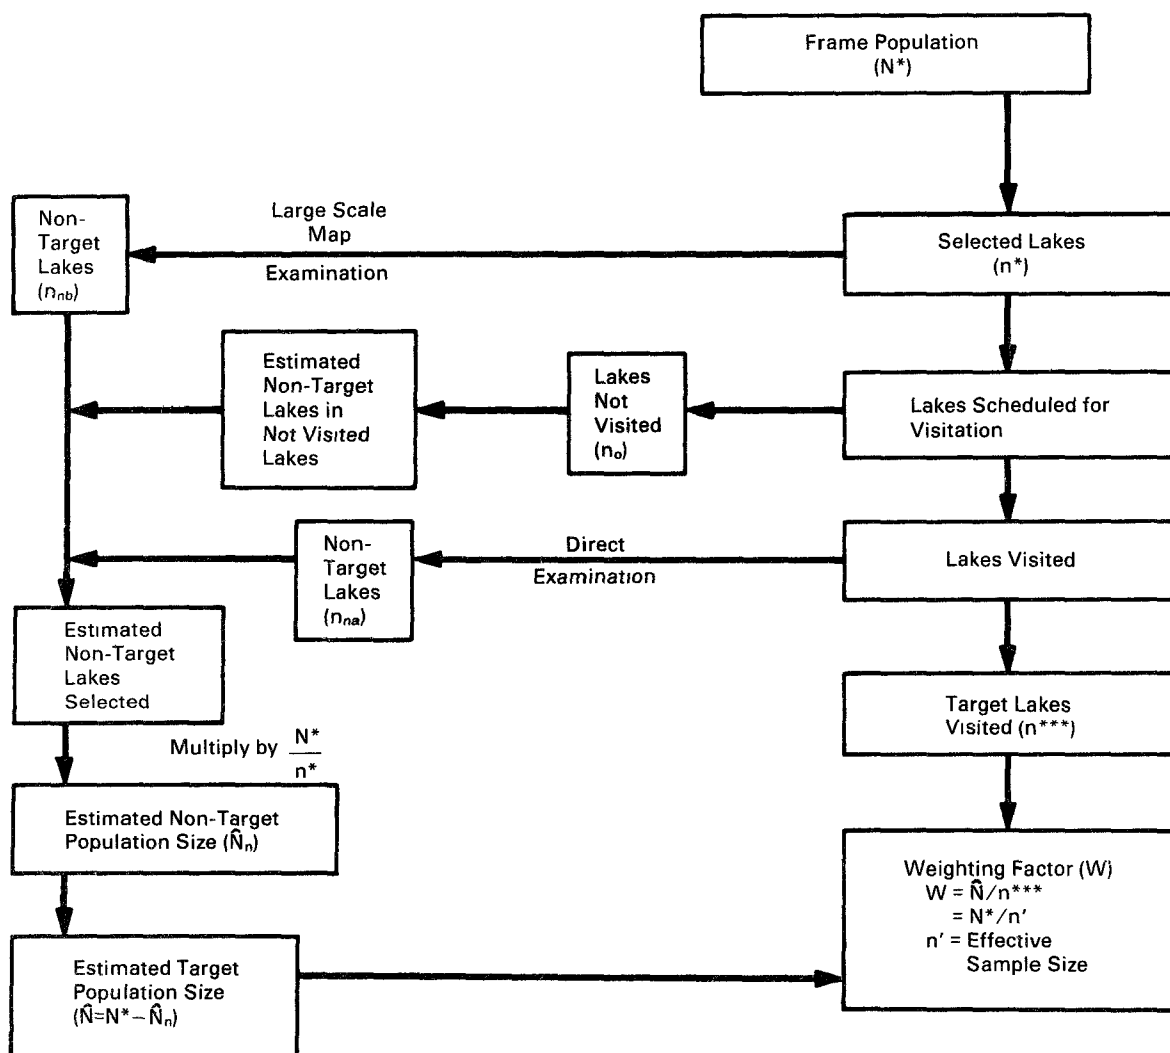 Frame Population
(N*)
Non-
Target
Lakes
(n_nb)
Large Scale
Map
Examination
Selected Lakes
(n*)
Estimated
Non-Target
Lakes in
Not Visited
Lakes
Lakes
Not
Visited
(n_o)
Lakes Scheduled for
Visitation
Non-
Target
Lakes
(n_na)
Direct
Examination
Lakes Visited
Estimated
Non-Target
Lakes
Selected
Target Lakes
Visited (n***)
Multiply by N*
n*
Estimated Non-Target
Population Size (N̂ₙ)
Weighting Factor (W)
W = N̂/n***
= N*/n'
n' = Effective
Sample Size
Estimated Target
Population Size
(N̂=N*−N̂ₙ)